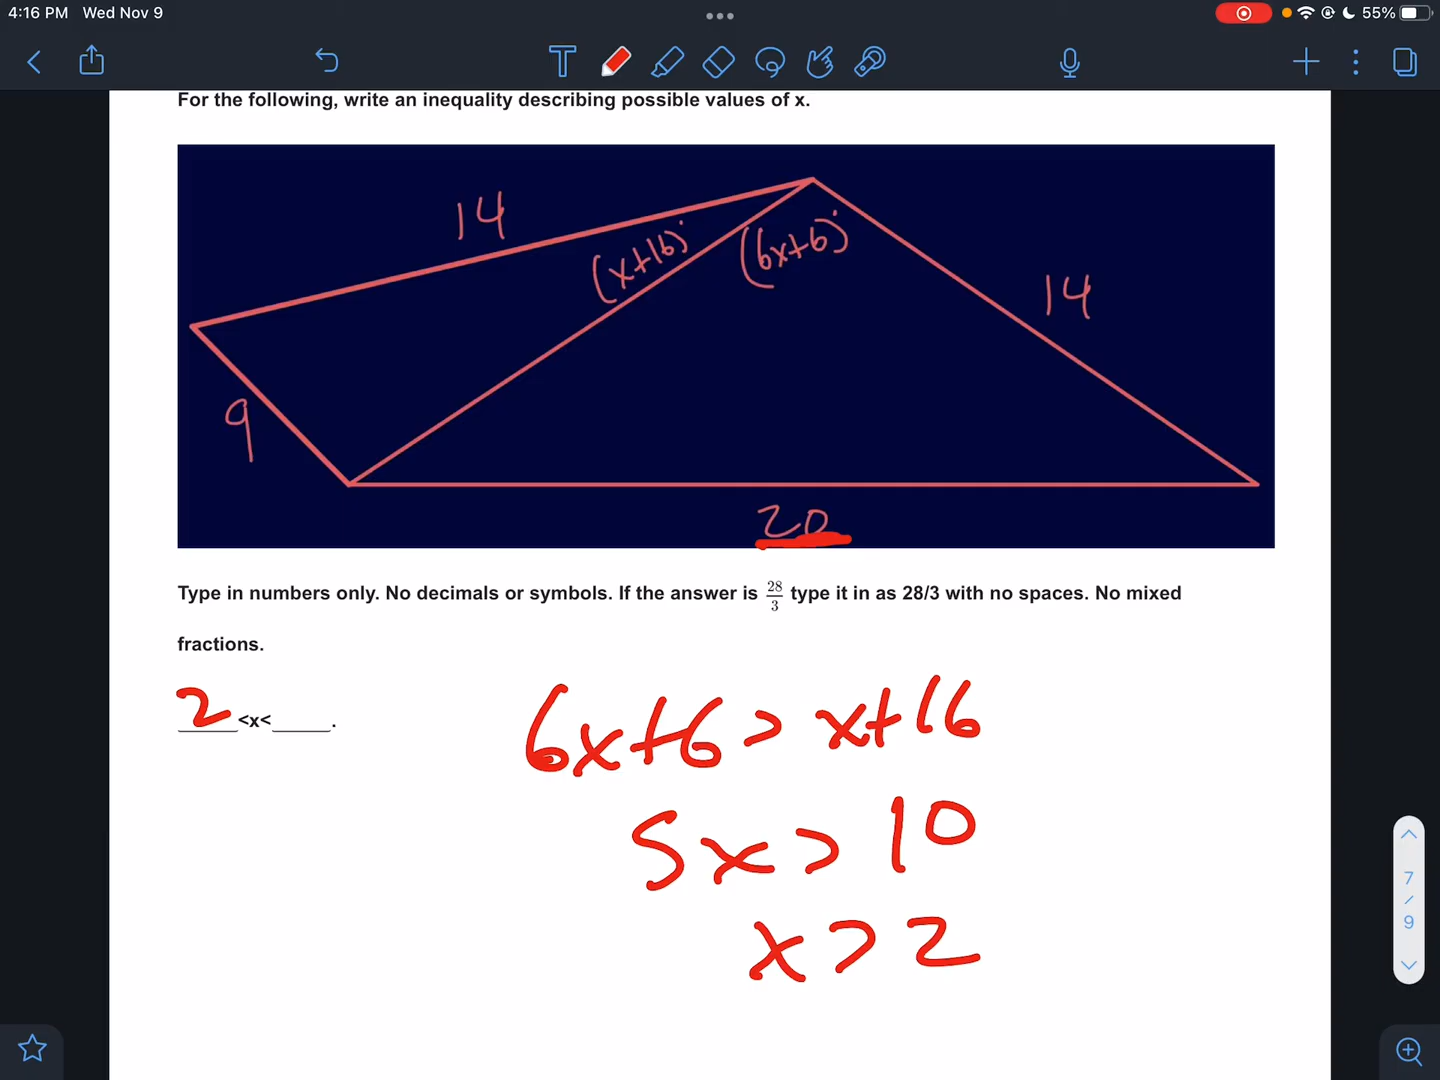 4:16 PM Wed Nov 9
55%
T
For the following, write an inequality describing possible values of x.
14
(x+16)°
(6x+6)°
14
9
20
Type in numbers only. No decimals or symbols. If the answer is 28/3 type it in as 28/3 with no spaces. No mixed
fractions.
2 <x<_____.
6x+6 > x+16
5x > 10
x > 2
7
/
9